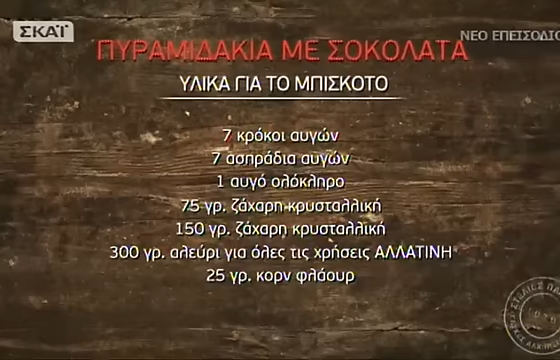 ΣΚΑΪ
ΝΕΟ ΕΠΕΙΣΟΔΙΟ
ΠΥΡΑΜΙΔΑΚΙΑ ΜΕ ΣΟΚΟΛΑΤΑ
ΥΛΙΚΑ ΓΙΑ ΤΟ ΜΠΙΣΚΟΤΟ
7 κρόκοι αυγών
7 ασπράδια αυγών
1 αυγό ολόκληρο
75 γρ. ζάχαρη κρυσταλλική
150 γρ. ζάχαρη κρυσταλλική
300 γρ. αλεύρι για όλες τις χρήσεις ΑΛΛΑΤΙΝΗ
25 γρ. κορν φλάουρ
ΣΤΕΛΙΟΣ